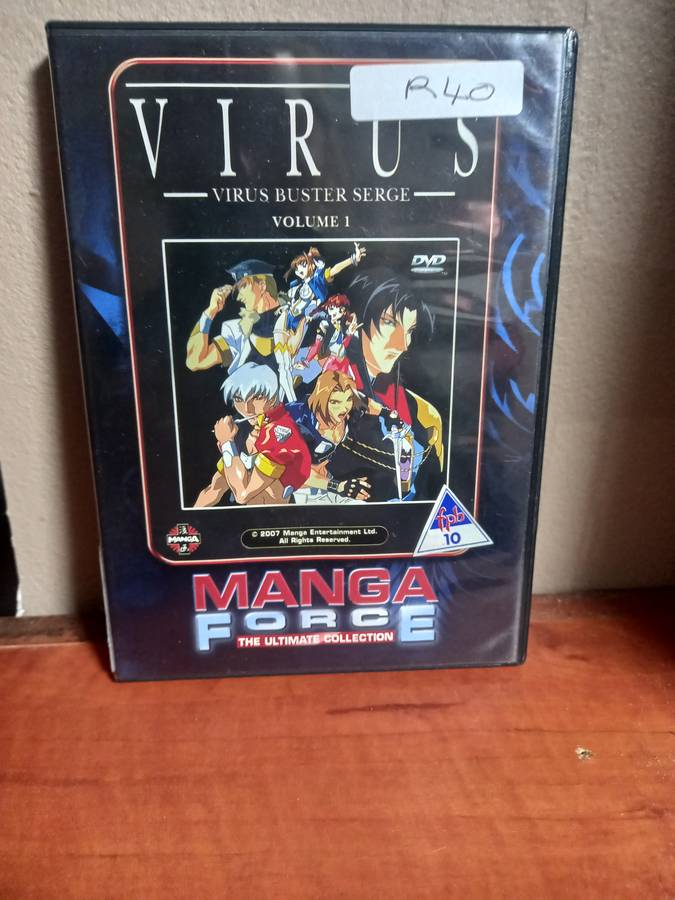 R40
VIRUS
VIRUS BUSTER SERGE
VOLUME 1
DVD
fpb
10
MANGA
© 2007 Manga Entertainment Ltd.
All Rights Reserved.
MANGA
FORCE
THE ULTIMATE COLLECTION